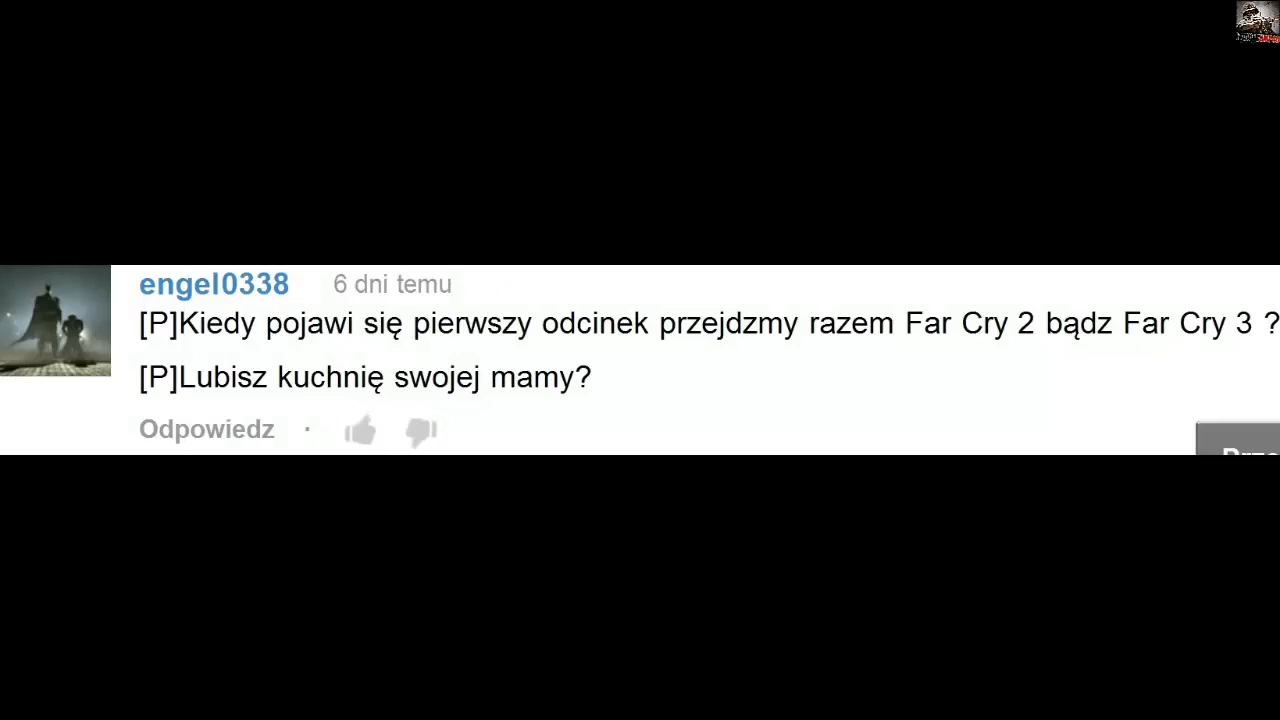 engel0338 6 dni temu
[P]Kiedy pojawi się pierwszy odcinek przejdzmy razem Far Cry 2 bądz Far Cry 3 ?
[P]Lubisz kuchnię swojej mamy?
Odpowiedz ·